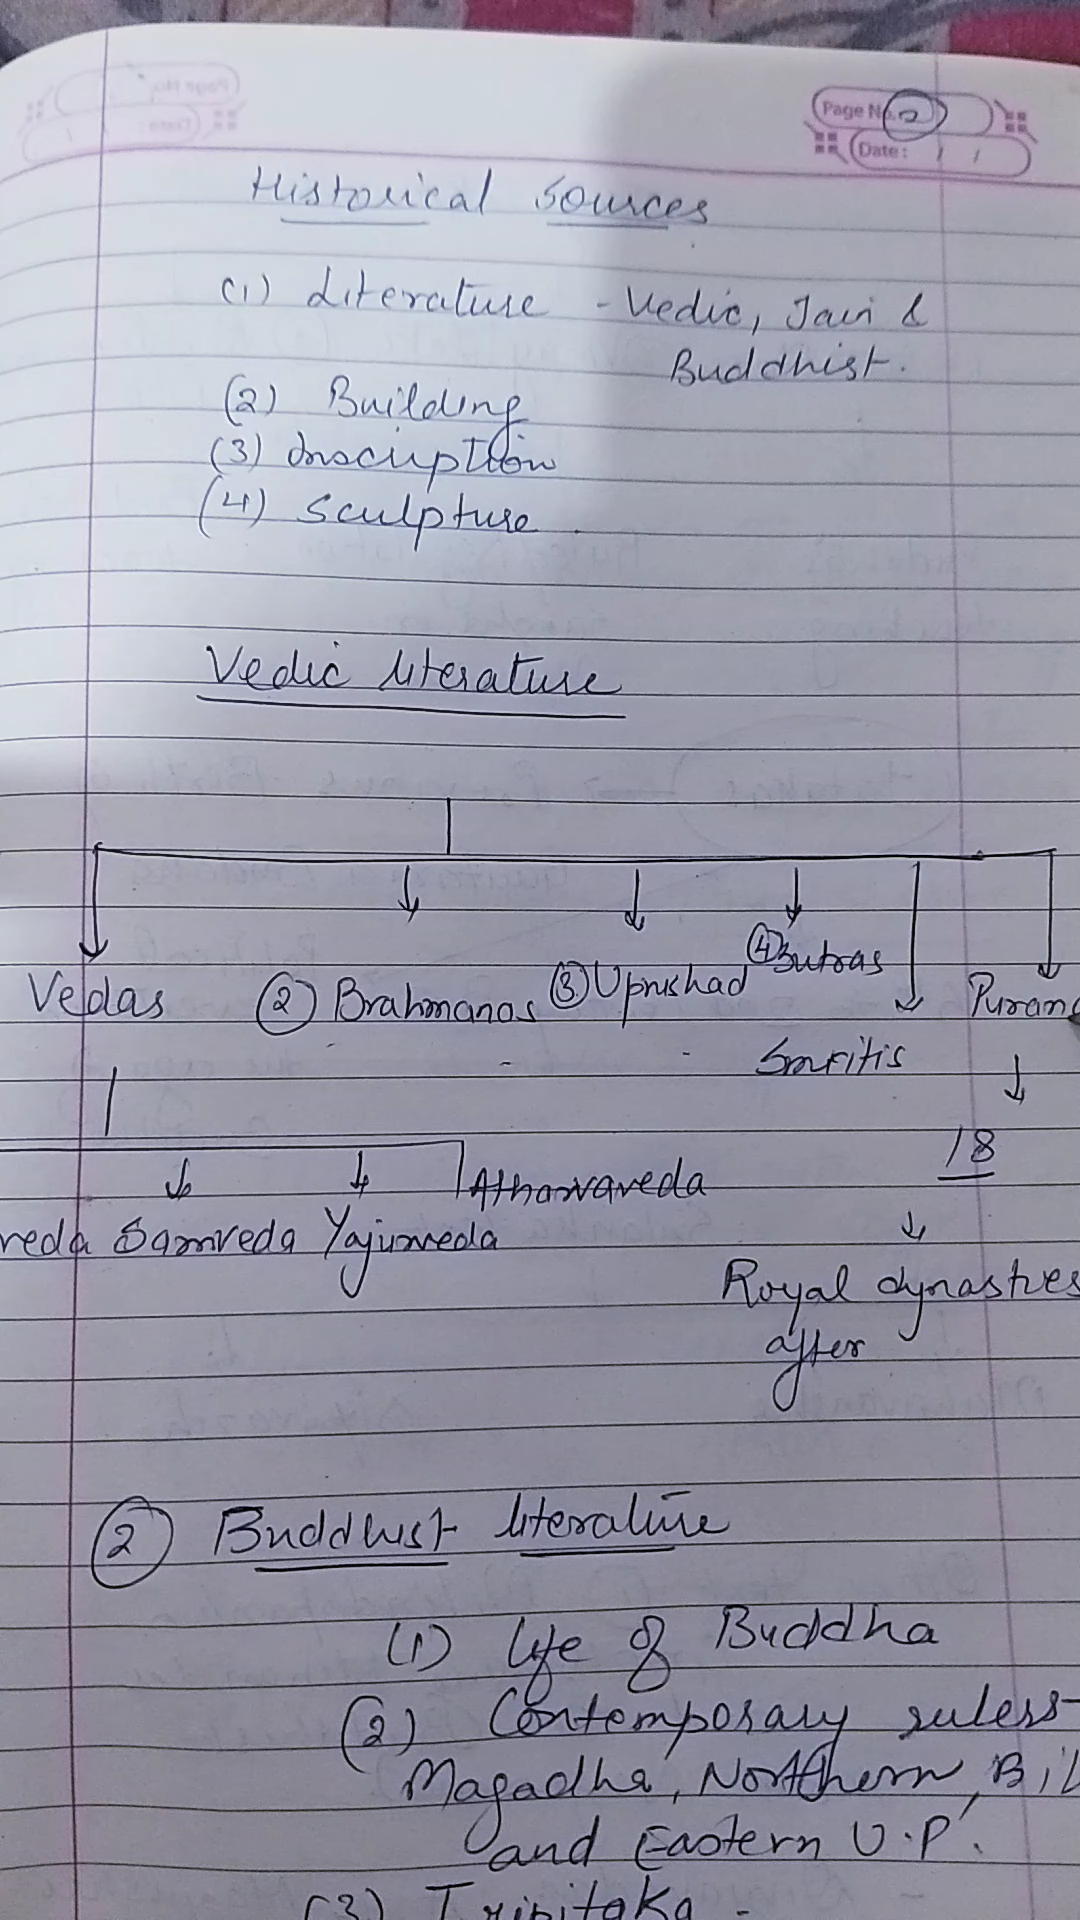 Page No. 2
Date: / /
Historical Sources
(1) Literature - Vedic, Jain &
Buddhist.
(2) Building
(3) Inscription
(4) Sculpture
Vedic literature
Vedas ② Brahmanas ③ Upnishad ④ Sutras
Smritis
Puran
18
veda Samveda Yajurveda Atharvaveda
Royal dynasties
after
② Buddhist literature
(1) life of Buddha
(2) Contemporary rulers-
Magadha, Northern,
and Eastern U.P.
(3) Tripitaka -